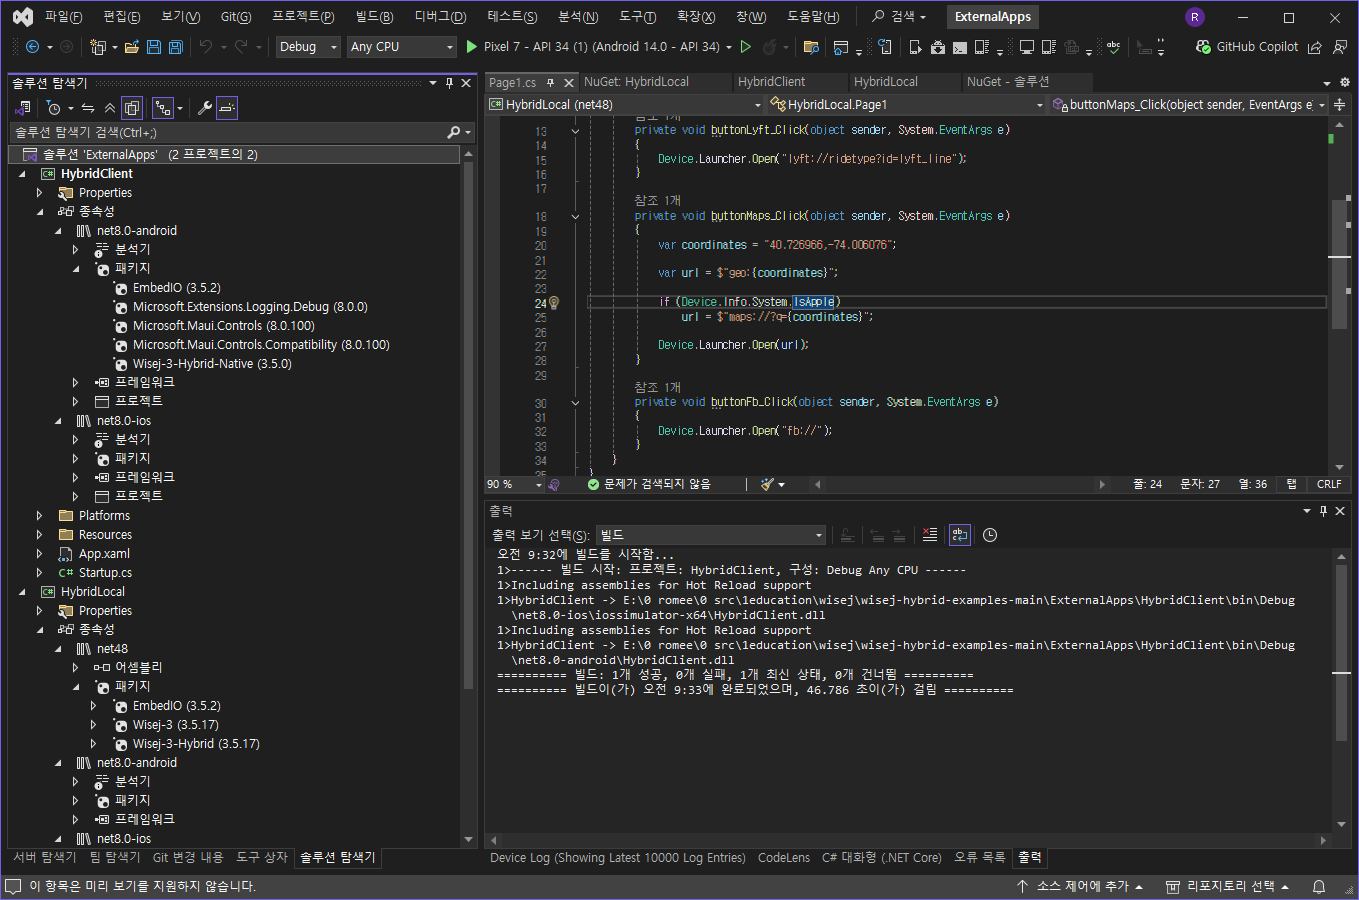 파일(F) 편집(E) 보기(V) Git(G) 프로젝트(P) 빌드(B) 디버그(D) 테스트(S) 분석(N) 도구(T) 확장(X) 창(W) 도움말(H) 검색 ExternalApps R
Debug Any CPU Pixel 7 - API 34 (1) (Android 14.0 - API 34) GitHub Copilot
솔루션 탐색기
솔루션 탐색기 검색(Ctrl+;)
솔루션 'ExternalApps' (2 프로젝트의 2)
HybridClient
Properties
종속성
net8.0-android
분석기
패키지
EmbedIO (3.5.2)
Microsoft.Extensions.Logging.Debug (8.0.0)
Microsoft.Maui.Controls (8.0.100)
Microsoft.Maui.Controls.Compatibility (8.0.100)
Wisej-3-Hybrid-Native (3.5.0)
프레임워크
프로젝트
net8.0-ios
분석기
패키지
프레임워크
프로젝트
Platforms
Resources
App.xaml
C# Startup.cs
HybridLocal
Properties
종속성
net48
어셈블리
패키지
EmbedIO (3.5.2)
Wisej-3 (3.5.17)
Wisej-3-Hybrid (3.5.17)
net8.0-android
분석기
패키지
프레임워크
net8.0-ios
서버 탐색기 팀 탐색기 Git 변경 내용 도구 상자 솔루션 탐색기
Page1.cs NuGet: HybridLocal HybridClient HybridLocal NuGet - 솔루션
C# HybridLocal (net48) HybridLocal.Page1 buttonMaps_Click(object sender, EventArgs e)
참조 1개
13 private void buttonLyft_Click(object sender, System.EventArgs e)
14 {
15 Device.Launcher.Open("lyft://ridetype?id=lyft_line");
16 }
17
참조 1개
18 private void buttonMaps_Click(object sender, System.EventArgs e)
19 {
20 var coordinates = "40.726966,-74.006076";
21
22 var url = $"geo:{coordinates}";
23
24 if (Device.Info.System.IsApple)
25 url = $"maps://?q={coordinates}";
26
27 Device.Launcher.Open(url);
28 }
29
참조 1개
30 private void buttonFb_Click(object sender, System.EventArgs e)
31 {
32 Device.Launcher.Open("fb://");
33 }
34 }
35 }
90 % 문제가 검색되지 않음 줄: 24 문자: 27 열: 36 탭 CRLF
출력
출력 보기 선택(S): 빌드
오전 9:32에 빌드를 시작함...
1>------ 빌드 시작: 프로젝트: HybridClient, 구성: Debug Any CPU ------
1>Including assemblies for Hot Reload support
1>HybridClient -> E:\0 romee\0 src\1education\wisej\wisej-hybrid-examples-main\ExternalApps\HybridClient\bin\Debug
\net8.0-ios\iossimulator-x64\HybridClient.dll
1>Including assemblies for Hot Reload support
1>HybridClient -> E:\0 romee\0 src\1education\wisej\wisej-hybrid-examples-main\ExternalApps\HybridClient\bin\Debug
\net8.0-android\HybridClient.dll
========== 빌드: 1개 성공, 0개 실패, 1개 최신 상태, 0개 건너뜀 ==========
========== 빌드이(가) 오전 9:33에 완료되었으며, 46.786 초이(가) 걸림 ==========
Device Log (Showing Latest 10000 Log Entries) CodeLens C# 대화형 (.NET Core) 오류 목록 출력
이 항목은 미리 보기를 지원하지 않습니다. 소스 제어에 추가 리포지토리 선택